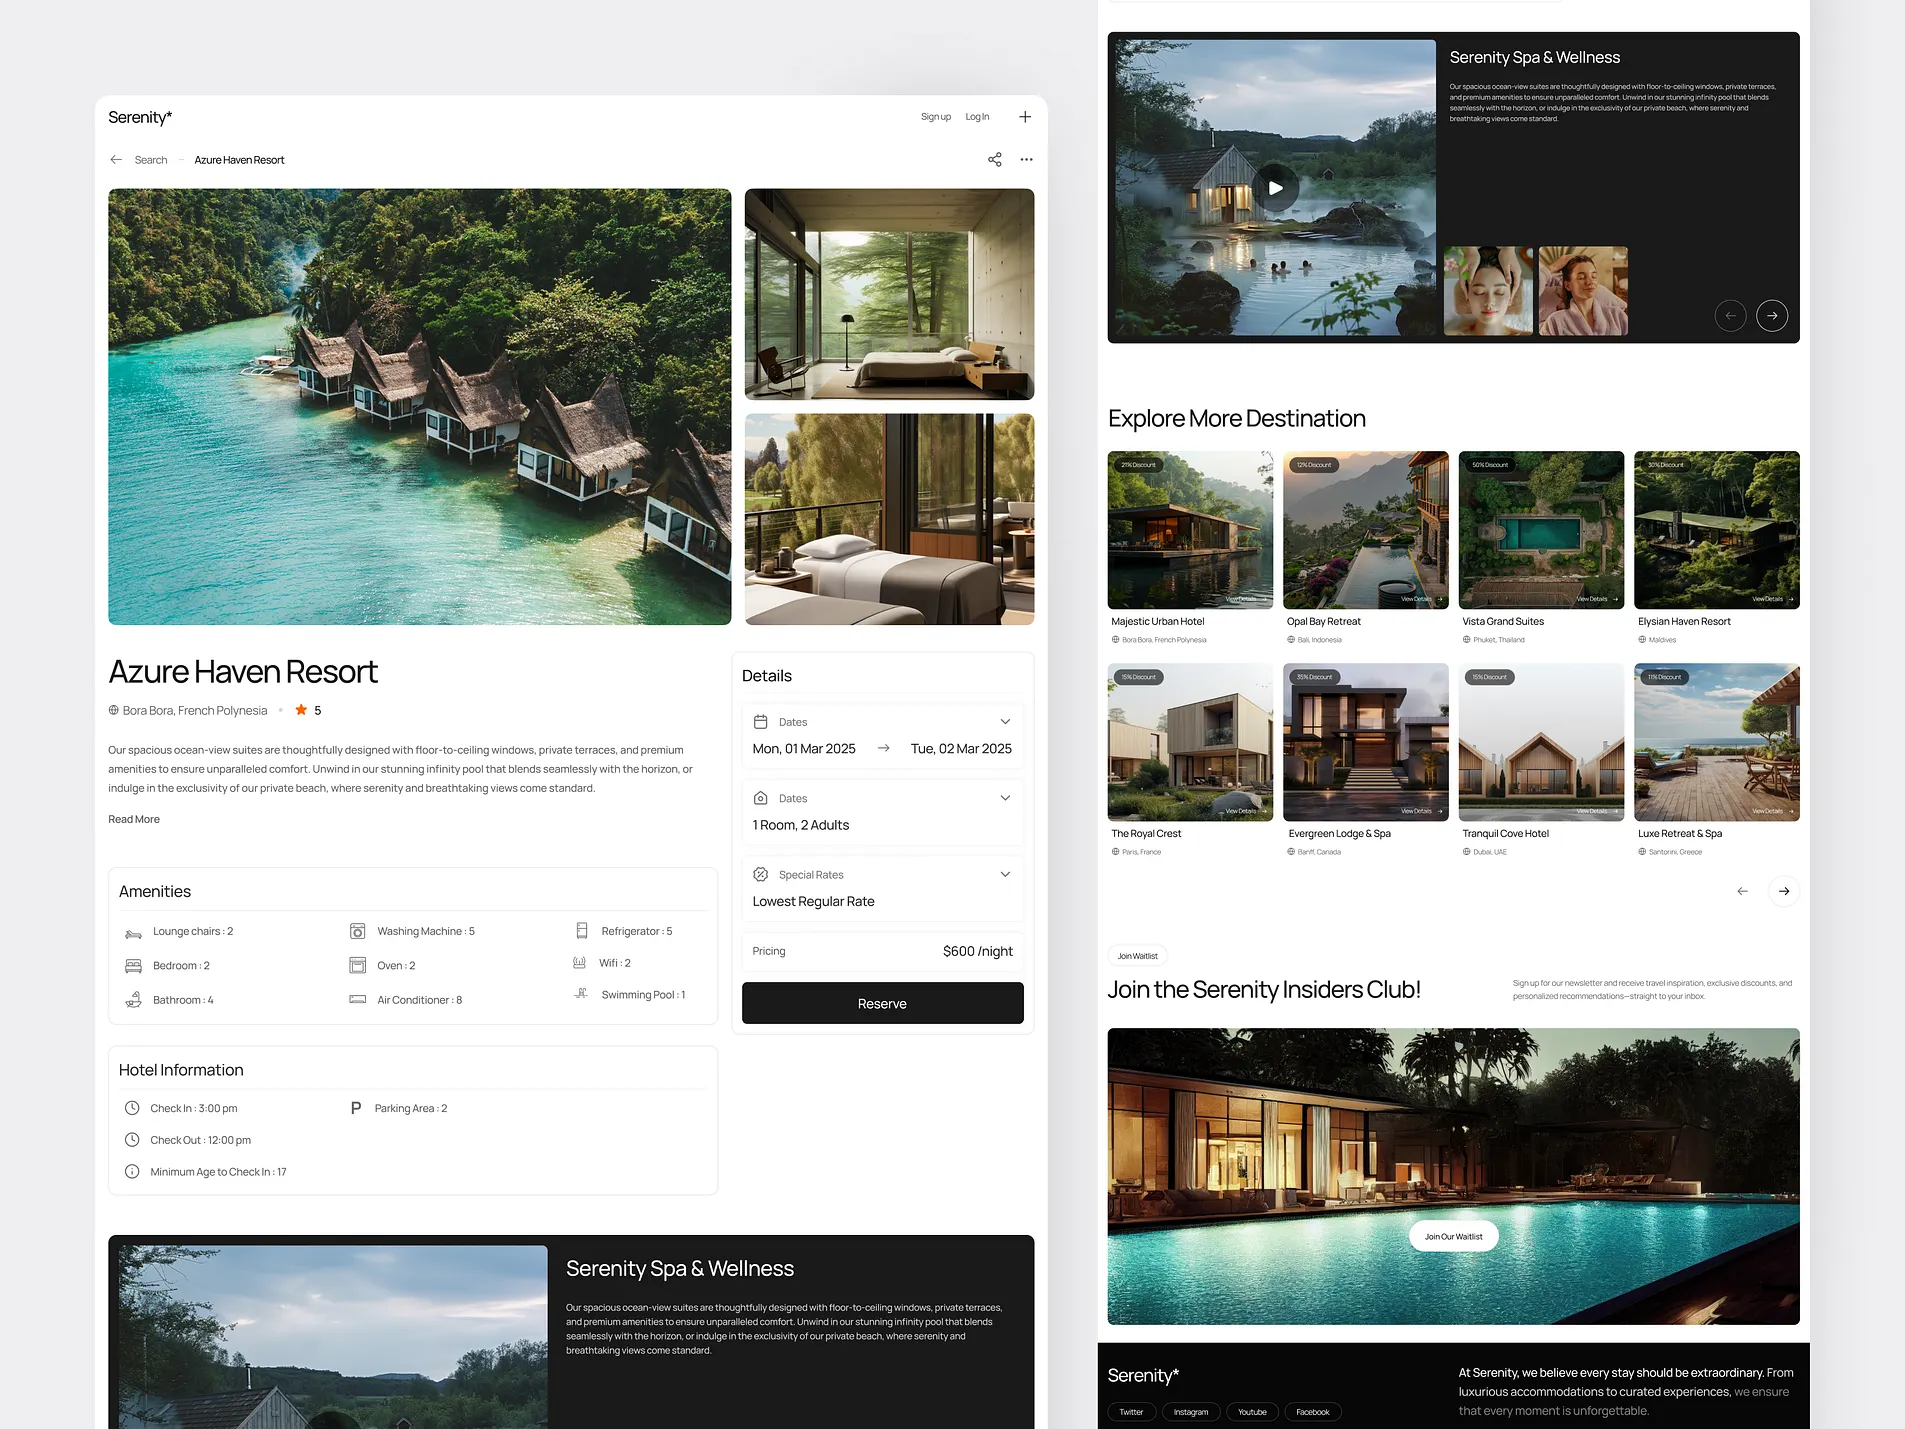 Serenity*
Sign up
Log In
Search
Azure Haven Resort
Azure Haven Resort
Bora Bora, French Polynesia
5
Our spacious ocean-view suites are thoughtfully designed with floor-to-ceiling windows, private terraces, and premium
amenities to ensure unparalleled comfort. Unwind in our stunning infinity pool that blends seamlessly with the horizon, or
indulge in the exclusivity of our private beach, where serenity and breathtaking views come standard.
Read More
Amenities
Lounge chairs : 2
Washing Machine : 5
Refrigerator : 5
Bedroom : 2
Oven : 2
Wifi : 2
Bathroom : 4
Air Conditioner : 8
Swimming Pool : 1
Hotel Information
Check In : 3:00 pm
P Parking Area : 2
Check Out : 12:00 pm
Minimum Age to Check In : 17
Details
Dates
Mon, 01 Mar 2025
Tue, 02 Mar 2025
Dates
1 Room, 2 Adults
Special Rates
Lowest Regular Rate
Pricing
$600 /night
Reserve
Serenity Spa & Wellness
Our spacious ocean-view suites are thoughtfully designed with floor-to-ceiling windows, private terraces,
and premium amenities to ensure unparalleled comfort. Unwind in our stunning infinity pool that blends
seamlessly with the horizon, or indulge in the exclusivity of our private beach, where serenity and
breathtaking views come standard.
Serenity Spa & Wellness
Our spacious ocean-view suites are thoughtfully designed with floor-to-ceiling windows, private terraces,
and premium amenities to ensure unparalleled comfort. Unwind in our stunning infinity pool that blends
seamlessly with the horizon, or indulge in the exclusivity of our private beach, where serenity and
breathtaking views come standard.
Explore More Destination
21% Discount
View Details
Majestic Urban Hotel
Bora Bora, French Polynesia
12% Discount
View Details
Opal Bay Retreat
Bali, Indonesia
50% Discount
View Details
Vista Grand Suites
Phuket, Thailand
30% Discount
View Details
Elysian Haven Resort
Maldives
15% Discount
View Details
The Royal Crest
Paris, France
35% Discount
View Details
Evergreen Lodge & Spa
Banff, Canada
15% Discount
View Details
Tranquil Cove Hotel
Dubai, UAE
11% Discount
View Details
Luxe Retreat & Spa
Santorini, Greece
Join Waitlist
Join the Serenity Insiders Club!
Sign up for our newsletter and receive travel inspiration, exclusive discounts, and
personalized recommendations—straight to your inbox.
Join Our Waitlist
Serenity*
Twitter
Instagram
Youtube
Facebook
At Serenity, we believe every stay should be extraordinary. From
luxurious accommodations to curated experiences, we ensure
that every moment is unforgettable.